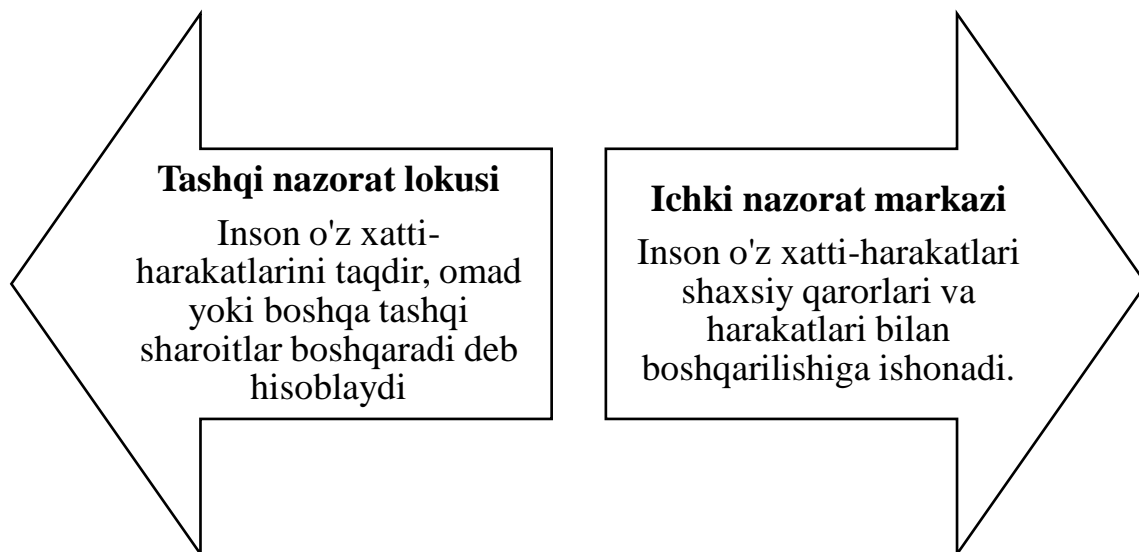 Tashqi nazorat lokusi
Inson o'z xatti-
harakatlarini taqdir, omad
yoki boshqa tashqi
sharoitlar boshqaradi deb
hisoblaydi
Ichki nazorat markazi
Inson o'z xatti-harakatlari
shaxsiy qarorlari va
harakatlari bilan
boshqarilishiga ishonadi.